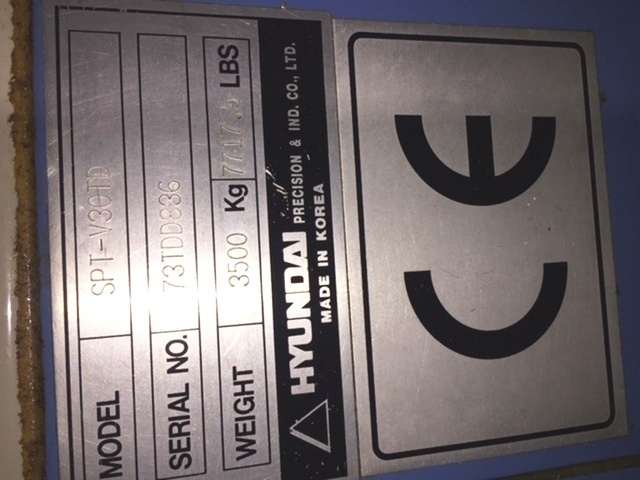 MODEL SPT-V30TD
SERIAL NO. 73TDD836
WEIGHT 3500 Kg 7717.5 LBS
HYUNDAI PRECISION & IND. CO., LTD.
MADE IN KOREA
CE